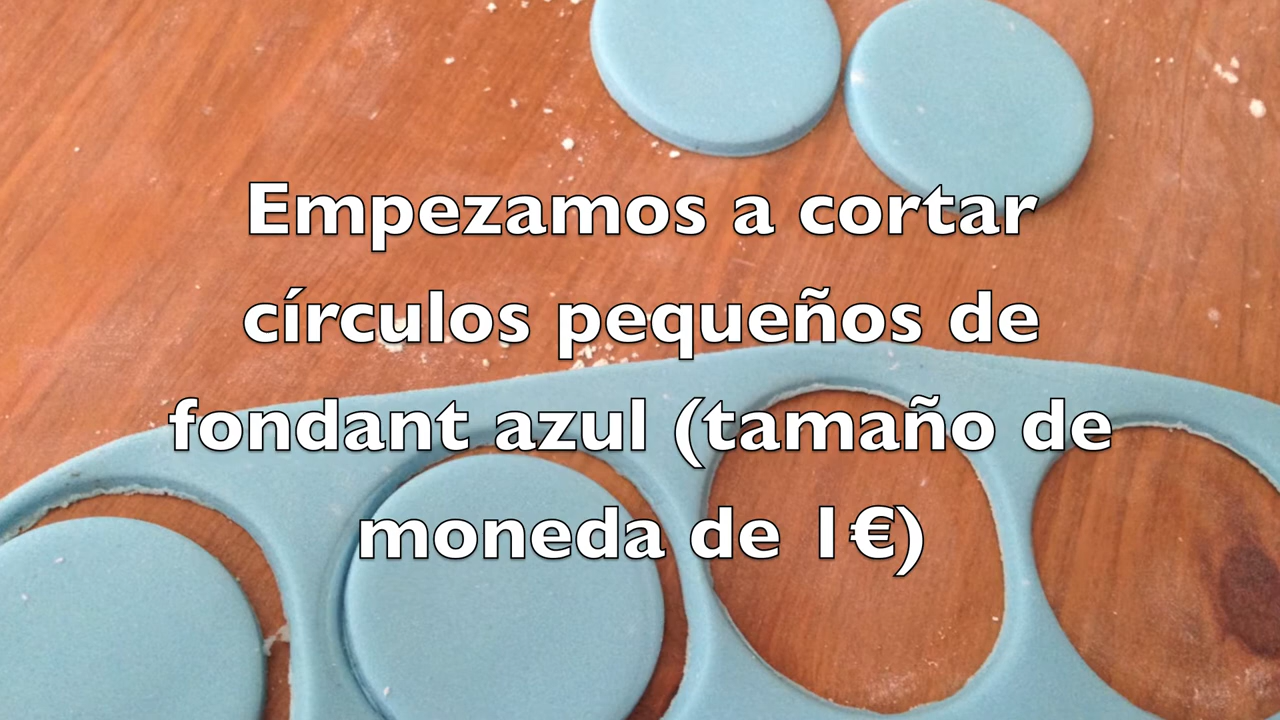 Empezamos a cortar
círculos pequeños de
fondant azul (tamaño de
moneda de 1€)